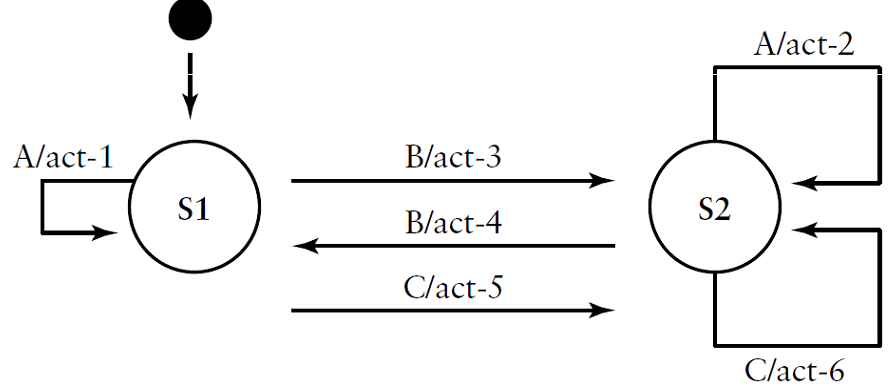 A/act-2
A/act-1
B/act-3
S1
S2
B/act-4
C/act-5
C/act-6